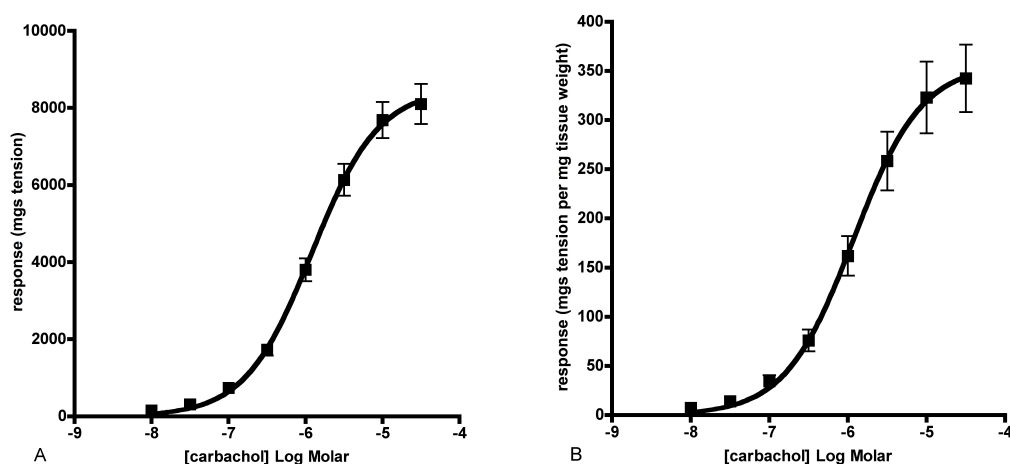 response (mgs tension)
10000
8000
6000
4000
2000
0
-9 -8 -7 -6 -5 -4
[carbachol] Log Molar
A
response (mgs tension per mg tissue weight)
400
350
300
250
200
150
100
50
0
-9 -8 -7 -6 -5 -4
[carbachol] Log Molar
B